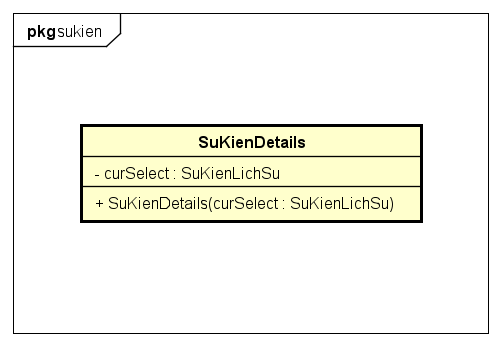 pkg sukien
SuKienDetails
- curSelect : SuKienLichSu
+ SuKienDetails(curSelect : SuKienLichSu)